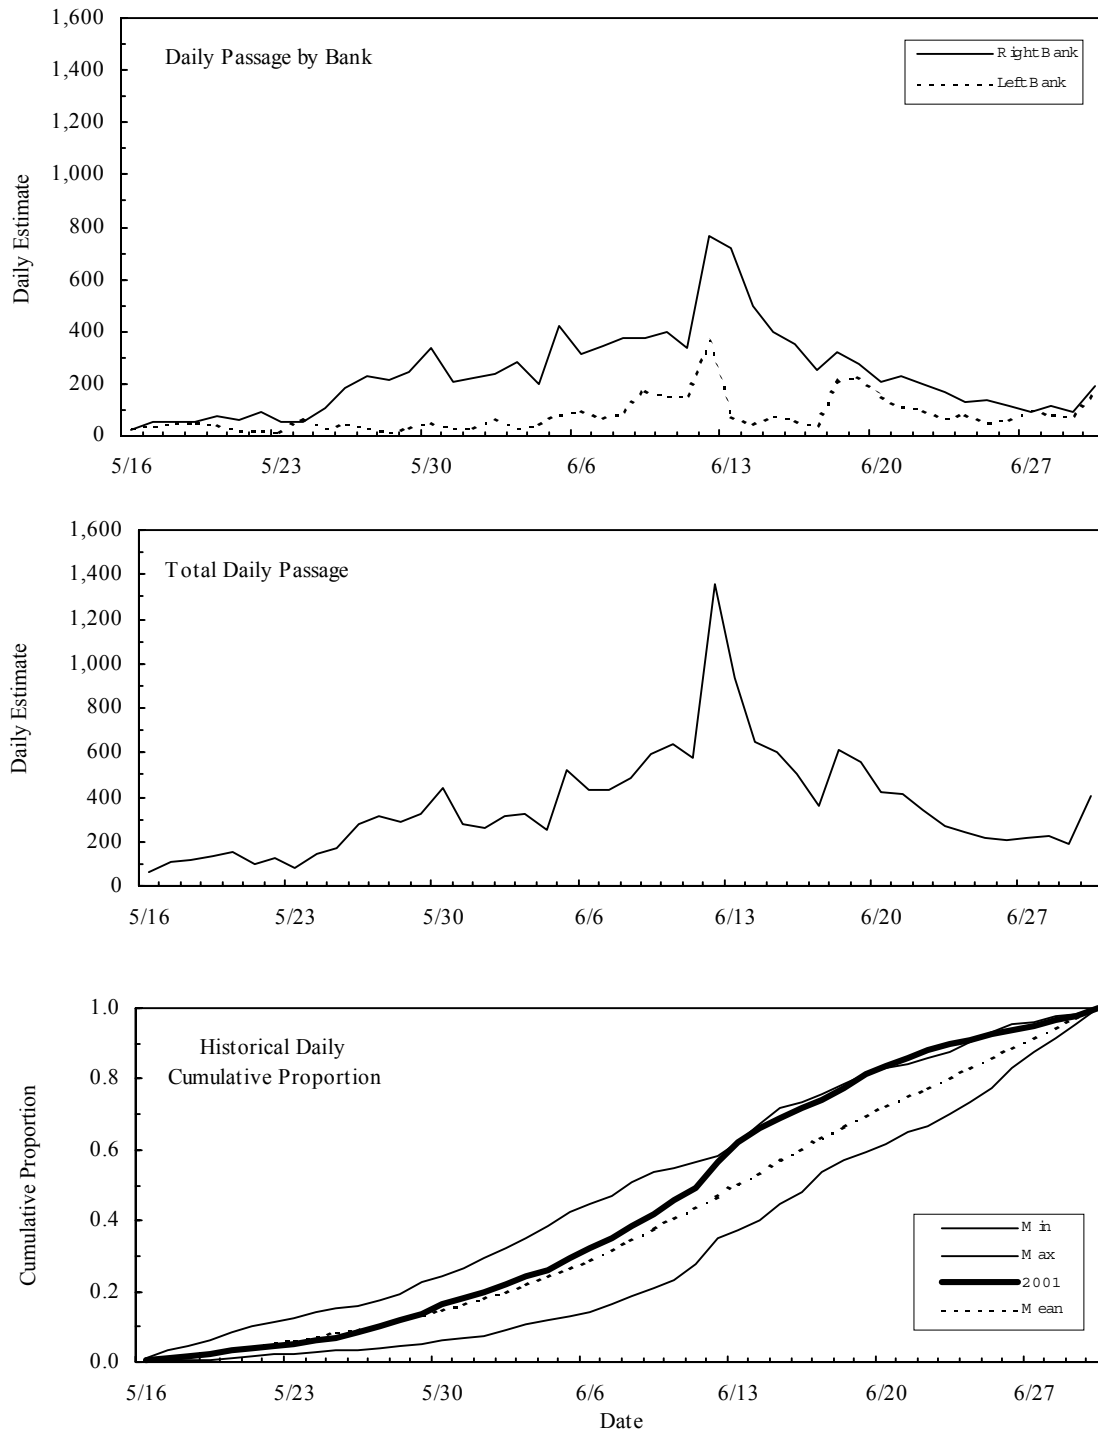 1,600
Daily Passage by Bank
Right Bank
Left Bank
1,400
1,200
1,000
800
600
400
200
0
Daily Estimate
5/16 5/23 5/30 6/6 6/13 6/20 6/27
1,600
Total Daily Passage
1,400
1,200
1,000
800
600
400
200
0
Daily Estimate
5/16 5/23 5/30 6/6 6/13 6/20 6/27
1.0
Historical Daily
Cumulative Proportion
0.8
0.6
0.4
0.2
0.0
Cumulative Proportion
Min
Max
2001
Mean
5/16 5/23 5/30 6/6 6/13 6/20 6/27
Date